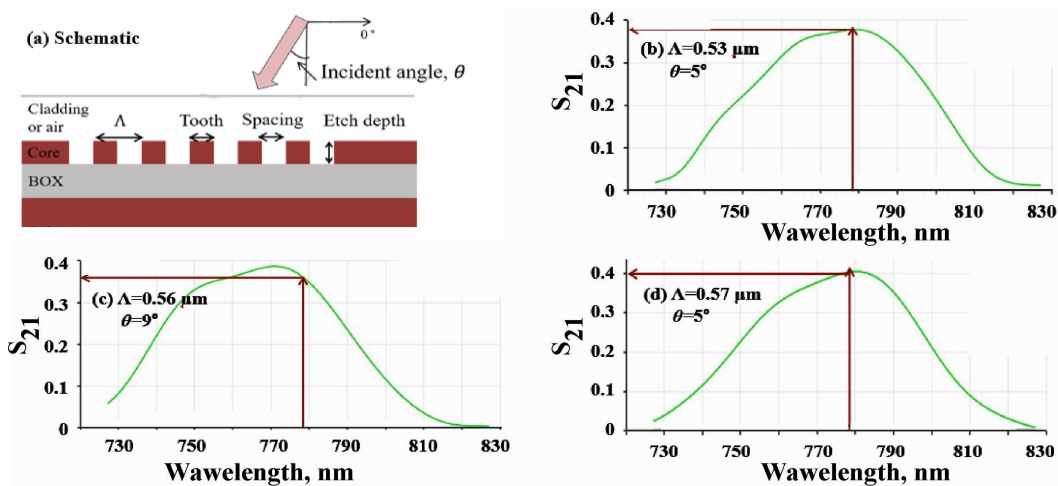 (a) Schematic
0°
Incident angle, θ
Cladding
or air
Λ
Tooth
Spacing
Etch depth
Core
BOX
0.4
0.3
0.2
0.1
0
S21
(b) Λ=0.53 μm
θ=5°
730
750
770
790
810
830
Wawelength, nm
0.4
0.3
0.2
0.1
0
S21
(c) Λ=0.56 μm
θ=9°
730
750
770
790
810
830
Wawelength, nm
0.4
0.3
0.2
0.1
0
S21
(d) Λ=0.57 μm
θ=5°
730
750
770
790
810
830
Wawelength, nm